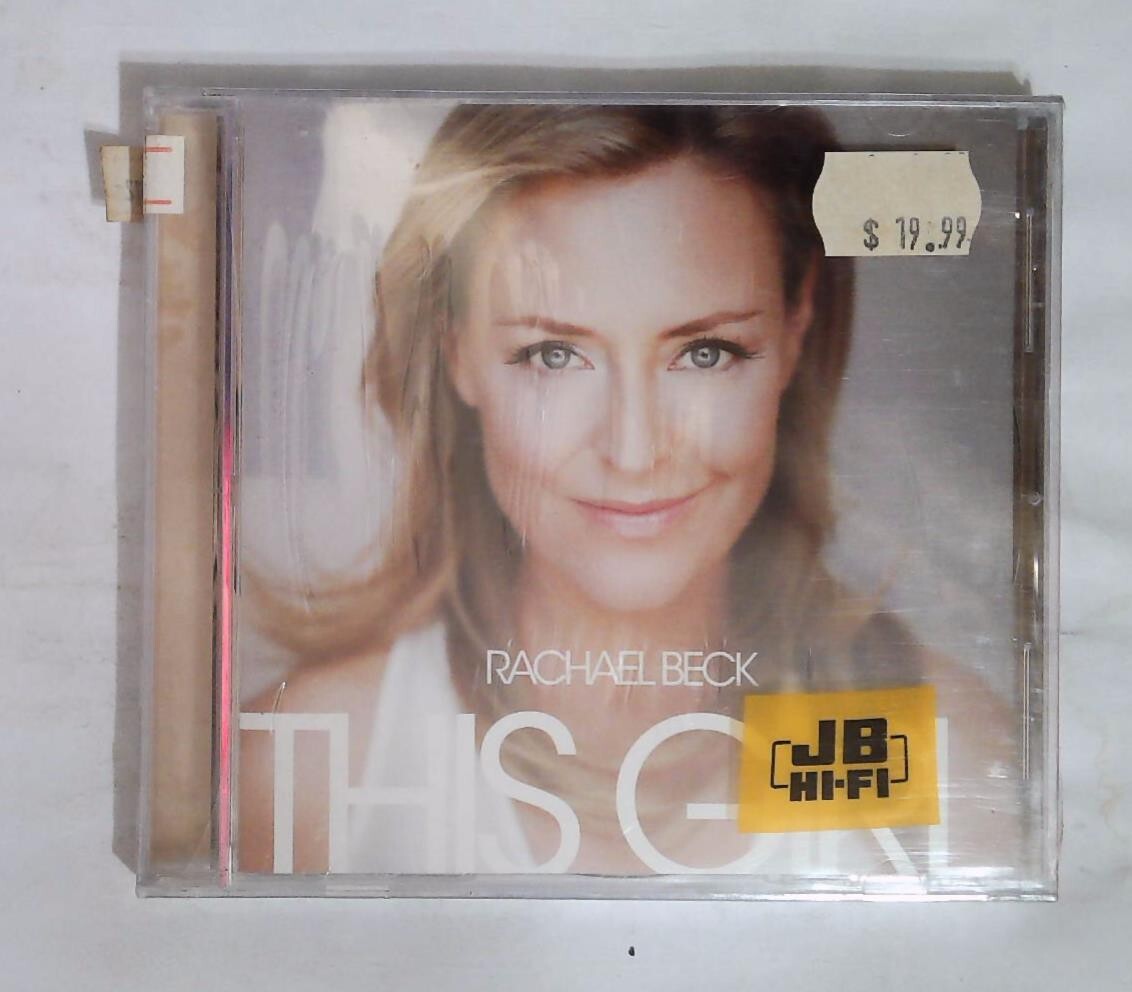 $ 19.99
RACHAEL BECK
THIS GIRL
JB
HI-FI